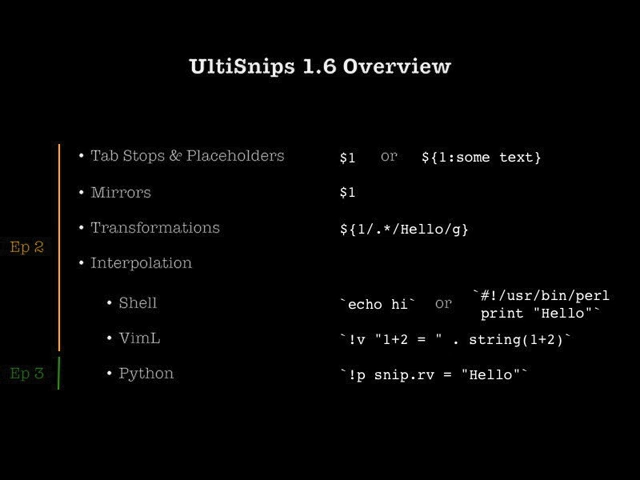 UltiSnips 1.6 Overview
• Tab Stops & Placeholders $1 or ${1:some text}
• Mirrors $1
• Transformations ${1/.*/Hello/g}
Ep 2
• Interpolation
• Shell `echo hi` or `#!/usr/bin/perl
print "Hello"`
• VimL `!v "1+2 = " . string(1+2)`
Ep 3 • Python `!p snip.rv = "Hello"`